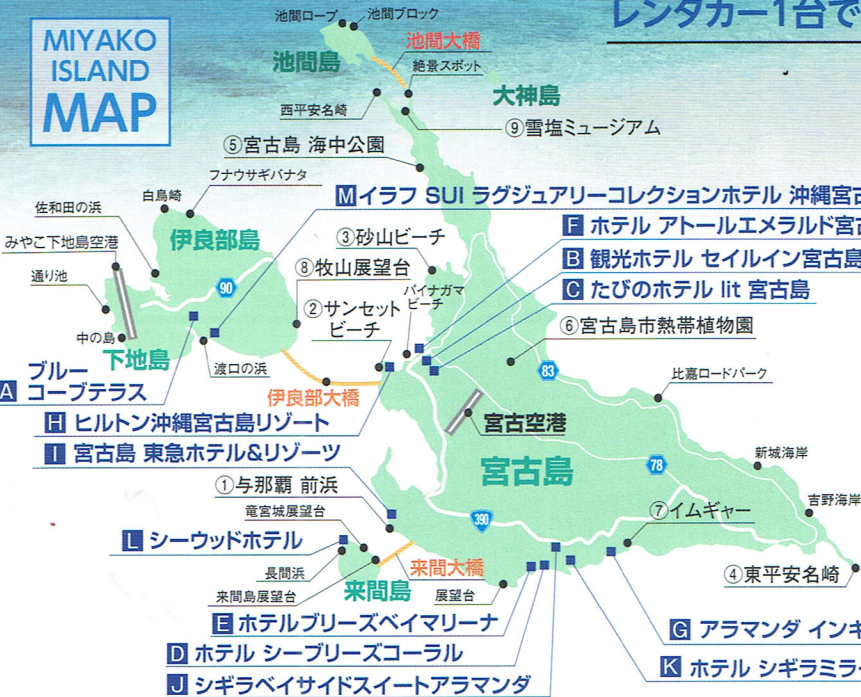 レンタカー1台で
MIYAKO
ISLAND
MAP
池間ロープ
池間ブロック
池間大橋
池間島
絶景スポット
大神島
西平安名崎
⑨雪塩ミュージアム
⑤宮古島 海中公園
フナウサギバナタ
白鳥崎
M イラフ SUI ラグジュアリーコレクションホテル 沖縄宮古
佐和田の浜
伊良部島
F ホテル アトールエメラルド宮古
みやこ下地島空港
③砂山ビーチ
B 観光ホテル セイルイン宮古島
⑧牧山展望台
通り池
90
パイナガマ
ビーチ
C たびのホテル lit 宮古島
②サンセット
ビーチ
⑥宮古島市熱帯植物園
中の島
下地島
渡口の浜
83
比嘉ロードパーク
A ブルー
コーブテラス
伊良部大橋
H ヒルトン沖縄宮古島リゾート
宮古空港
I 宮古島 東急ホテル&リゾーツ
宮古島
78
新城海岸
①与那覇 前浜
吉野海岸
竜宮城展望台
390
⑦イムギャー
L シーウッドホテル
来間大橋
長間浜
④東平安名崎
来間島展望台
来間島
展望台
E ホテルブリーズベイマリーナ
G アラマンダ インギ
D ホテル シーブリーズコーラル
K ホテル シギラミラー
J シギラベイサイドスイートアラマンダ